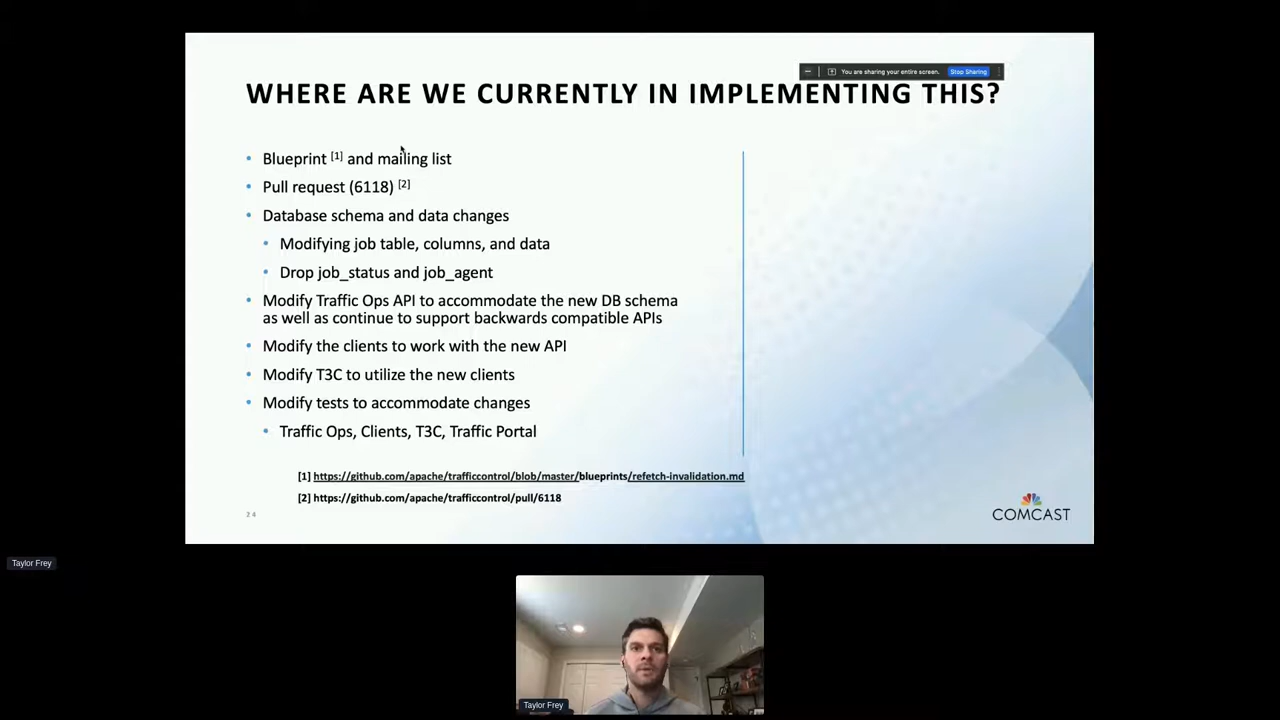 You are sharing your entire screen. Stop Sharing
WHERE ARE WE CURRENTLY IN IMPLEMENTING THIS?
• Blueprint [1] and mailing list
• Pull request (6118) [2]
• Database schema and data changes
• Modifying job table, columns, and data
• Drop job_status and job_agent
• Modify Traffic Ops API to accommodate the new DB schema
as well as continue to support backwards compatible APIs
• Modify the clients to work with the new API
• Modify T3C to utilize the new clients
• Modify tests to accommodate changes
• Traffic Ops, Clients, T3C, Traffic Portal
[1] https://github.com/apache/trafficcontrol/blob/master/blueprints/refetch-invalidation.md
[2] https://github.com/apache/trafficcontrol/pull/6118
24
COMCAST
Taylor Frey
Taylor Frey